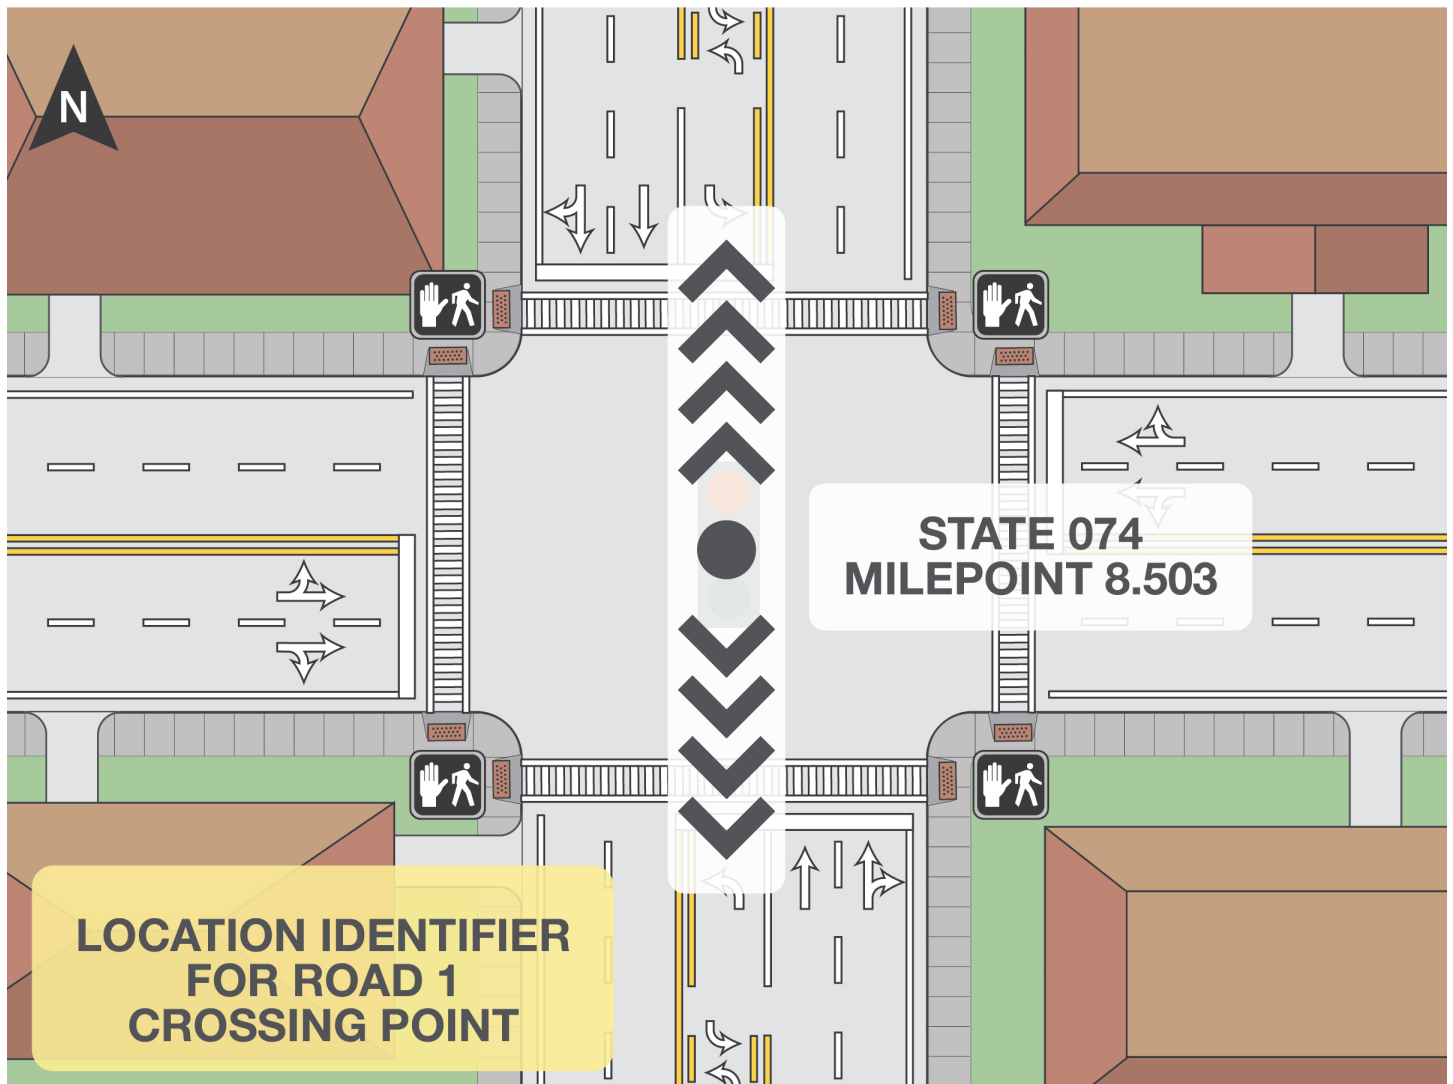 N
STATE 074
MILEPOINT 8.503
LOCATION IDENTIFIER
FOR ROAD 1
CROSSING POINT